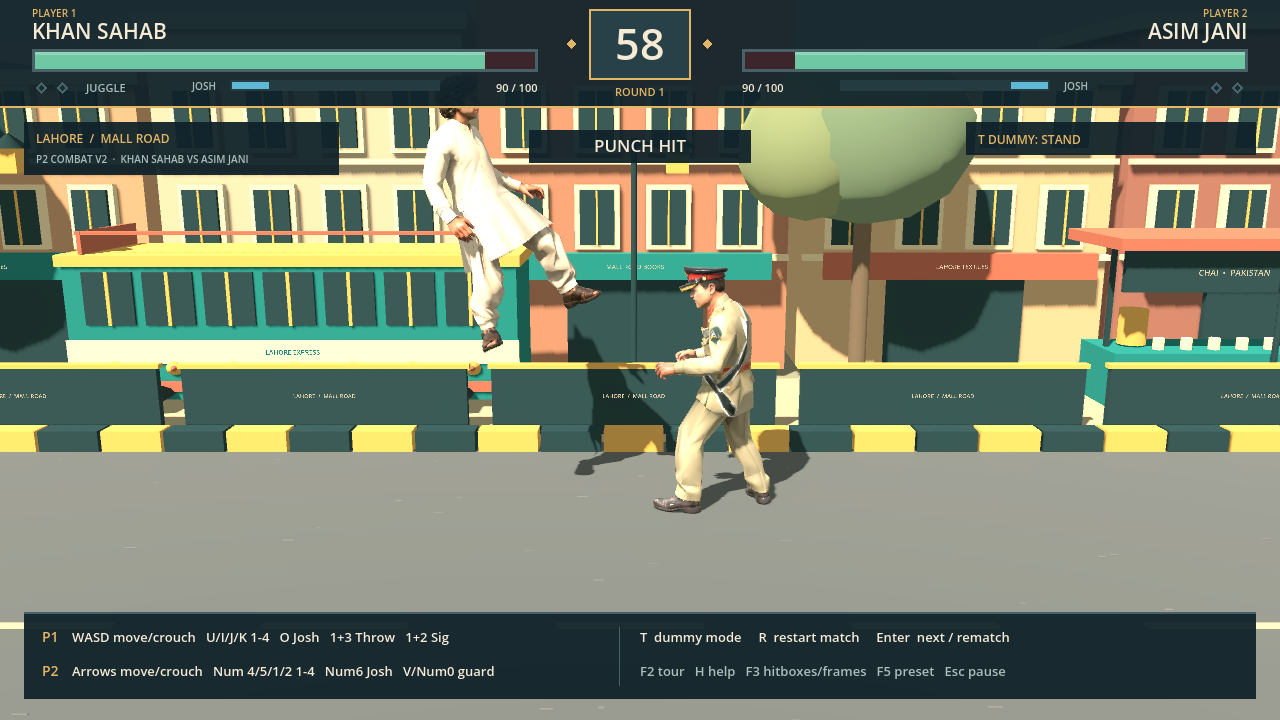 PLAYER 1
KHAN SAHAB
58
PLAYER 2
ASIM JANI
JUGGLE
JOSH
90 / 100
ROUND 1
90 / 100
JOSH
LAHORE / MALL ROAD
P2 COMBAT V2 · KHAN SAHAB VS ASIM JANI
PUNCH HIT
T DUMMY: STAND
LAHORE TEXTILES
CHAI • PAKISTAN
LAHORE EXPRESS
/ MALL ROAD
LAHORE / MALL ROAD
LAHORE / MALL ROAD
LAHORE / MALL ROAD
LAHORE / MALL ROA
P1 WASD move/crouch U/I/J/K 1-4 O Josh 1+3 Throw 1+2 Sig
P2 Arrows move/crouch Num 4/5/1/2 1-4 Num6 Josh V/Num0 guard
T dummy mode R restart match Enter next / rematch
F2 tour H help F3 hitboxes/frames F5 preset Esc pause